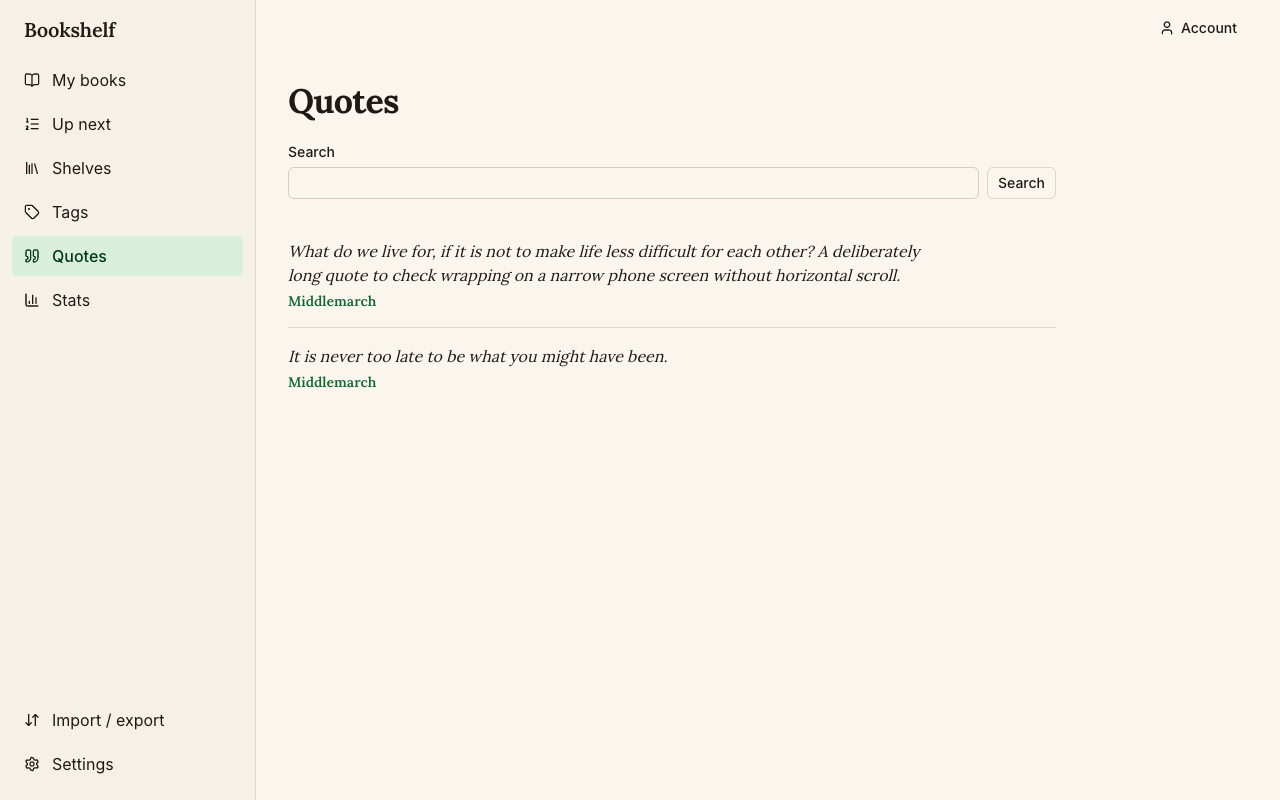 Bookshelf
My books
Up next
Shelves
Tags
Quotes
Stats
Import / export
Settings
Account
Quotes
Search
Search
What do we live for, if it is not to make life less difficult for each other? A deliberately
long quote to check wrapping on a narrow phone screen without horizontal scroll.
Middlemarch
It is never too late to be what you might have been.
Middlemarch